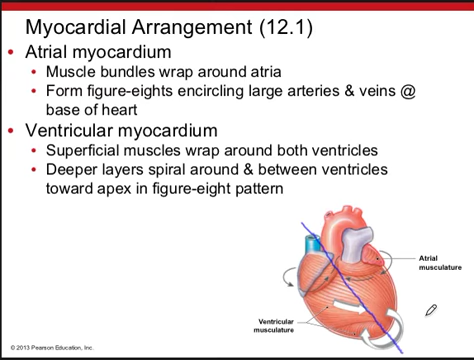 Myocardial Arrangement (12.1)
• Atrial myocardium
• Muscle bundles wrap around atria
• Form figure-eights encircling large arteries & veins @
base of heart
• Ventricular myocardium
• Superficial muscles wrap around both ventricles
• Deeper layers spiral around & between ventricles
toward apex in figure-eight pattern
Atrial
musculature
Ventricular
musculature
© 2013 Pearson Education, Inc.